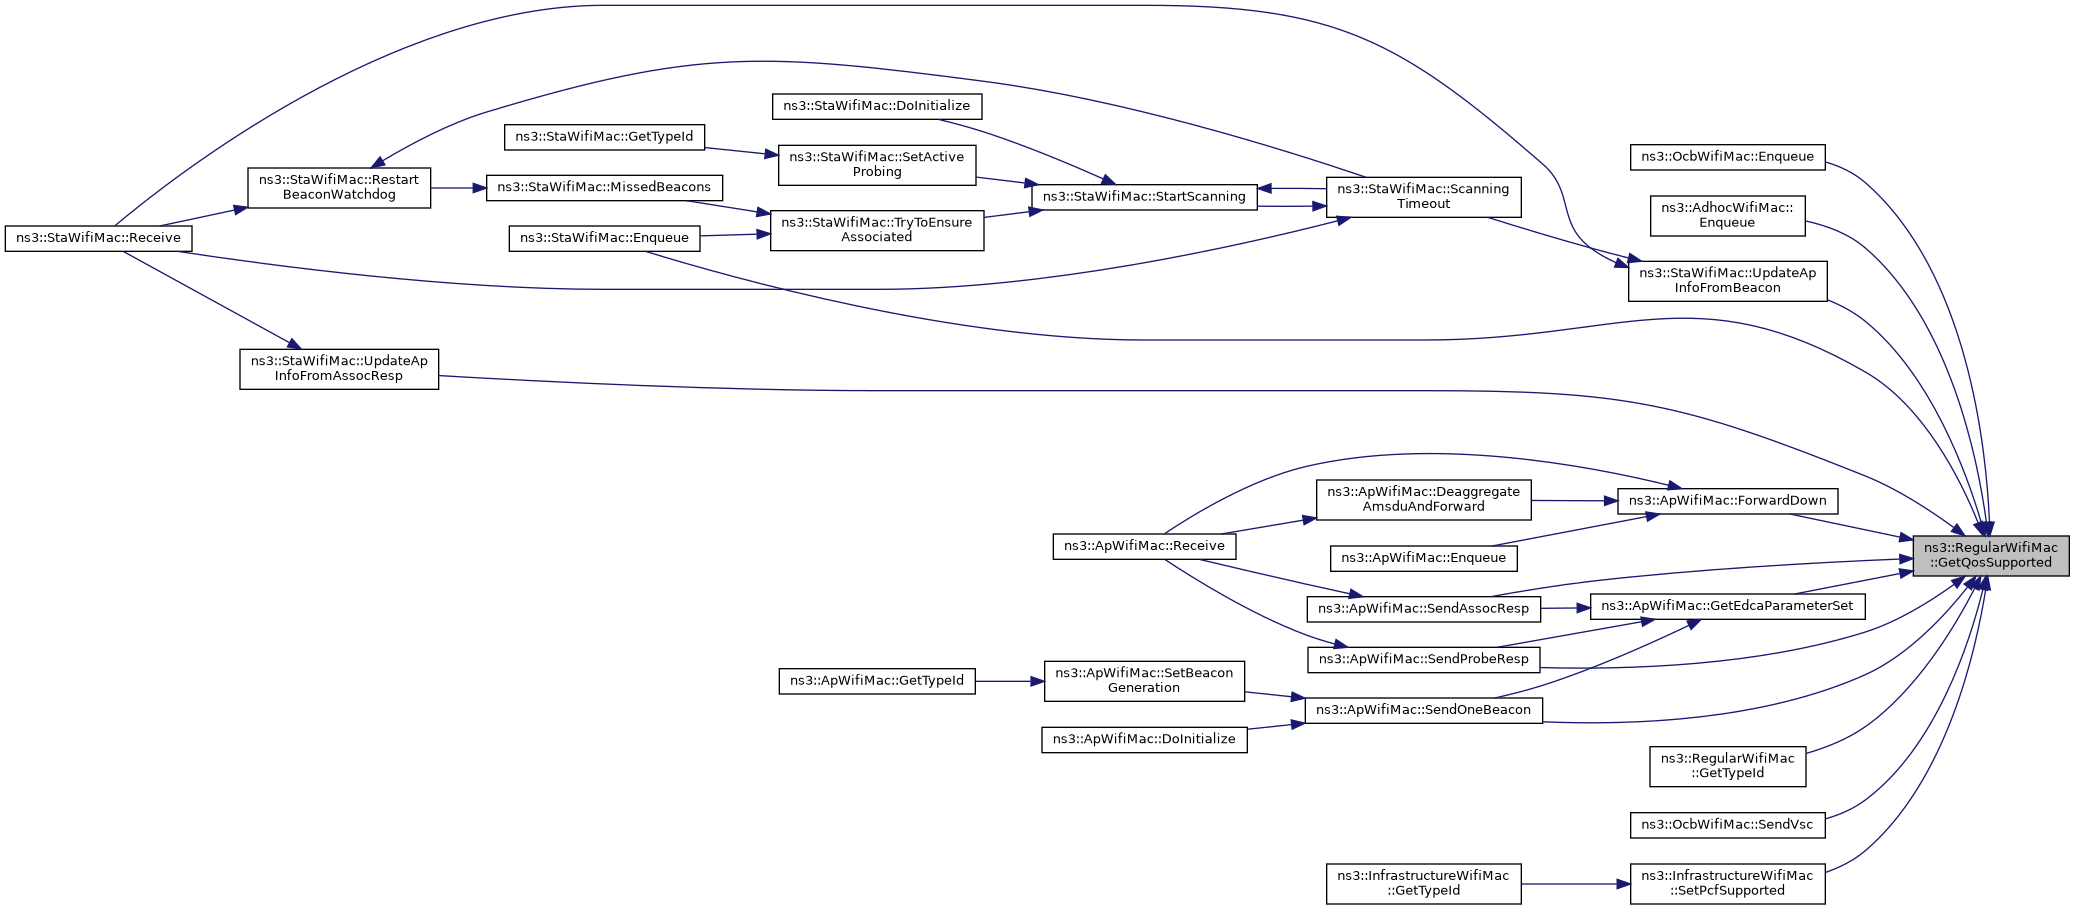 ns3::StaWifiMac::DoInitialize
ns3::StaWifiMac::GetTypeId
ns3::StaWifiMac::SetActive
Probing
ns3::StaWifiMac::Restart
BeaconWatchdog
ns3::StaWifiMac::MissedBeacons
ns3::StaWifiMac::StartScanning
ns3::StaWifiMac::Scanning
Timeout
ns3::StaWifiMac::Receive
ns3::StaWifiMac::Enqueue
ns3::StaWifiMac::TryToEnsure
Associated
ns3::OcbWifiMac::Enqueue
ns3::AdhocWifiMac::
Enqueue
ns3::StaWifiMac::UpdateAp
InfoFromBeacon
ns3::StaWifiMac::UpdateAp
InfoFromAssocResp
ns3::ApWifiMac::Deaggregate
AmsduAndForward
ns3::ApWifiMac::ForwardDown
ns3::ApWifiMac::Receive
ns3::ApWifiMac::Enqueue
ns3::RegularWifiMac
::GetQosSupported
ns3::ApWifiMac::SendAssocResp
ns3::ApWifiMac::GetEdcaParameterSet
ns3::ApWifiMac::SendProbeResp
ns3::ApWifiMac::GetTypeId
ns3::ApWifiMac::SetBeacon
Generation
ns3::ApWifiMac::SendOneBeacon
ns3::ApWifiMac::DoInitialize
ns3::RegularWifiMac
::GetTypeId
ns3::OcbWifiMac::SendVsc
ns3::InfrastructureWifiMac
::GetTypeId
ns3::InfrastructureWifiMac
::SetPcfSupported